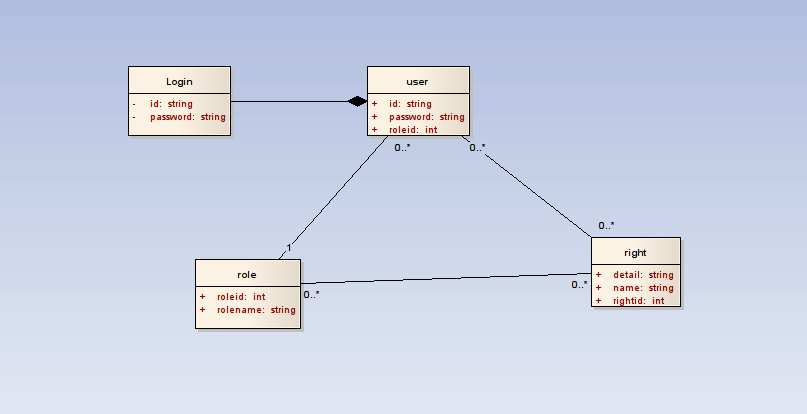 Login
- id: string
- password: string
user
+ id: string
+ password: string
+ roleid: int
0..*
0..*
1
0..*
role
+ roleid: int
+ rolename: string
0..*
0..*
right
+ detail: string
+ name: string
+ rightid: int